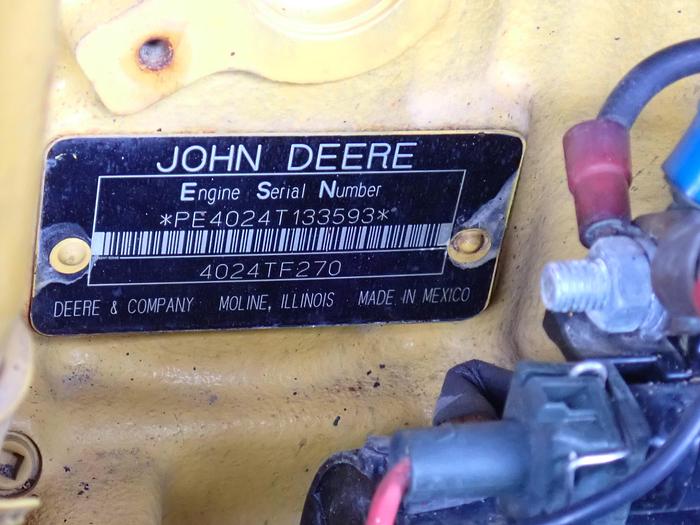 JOHN DEERE
Engine Serial Number
*PE4024T133593*
4024TF270
DEERE & COMPANY MOLINE, ILLINOIS MADE IN MEXICO